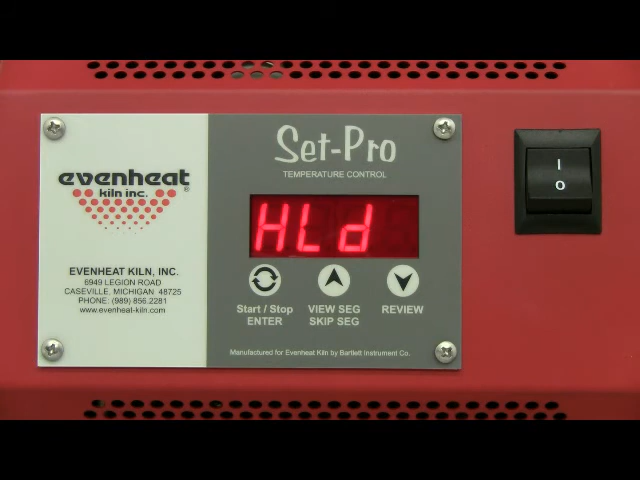 evenheat®
kiln inc.
EVENHEAT KILN, INC.
6949 LEGION ROAD
CASEVILLE, MICHIGAN 48725
PHONE: (989) 856.2281
www.evenheat-kiln.com
Set-Pro
TEMPERATURE CONTROL
HLd
Start / Stop
ENTER
VIEW SEG
SKIP SEG
REVIEW
Manufactured for Evenheat Kiln by Bartlett Instrument Co.
I
O